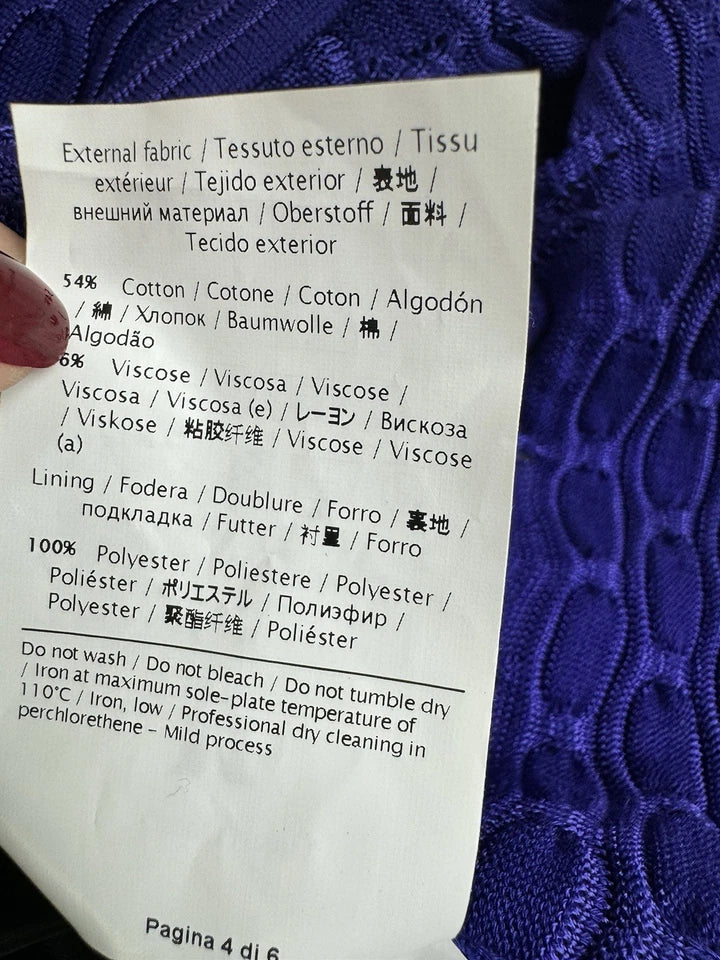 External fabric / Tessuto esterno / Tissu
extérieur / Tejido exterior / 表地 /
внешний материал / Oberstoff / 面料 /
Tecido exterior
54% Cotton / Cotone / Coton / Algodón
/ 綿 / Хлопок / Baumwolle / 棉 /
Algodão
6% Viscose / Viscosa / Viscose /
Viscosa / Viscosa (e) / レーヨン / Вискоза
/ Viskose / 粘胶纤维 / Viscose / Viscose
(a)
Lining / Fodera / Doublure / Forro / 裏地 /
подкладка / Futter / 衬里 / Forro
100% Polyester / Poliestere / Polyester /
Poliéster / ポリエステル / Полиэфир /
Polyester / 聚酯纤维 / Poliéster
Do not wash / Do not bleach / Do not tumble dry
/ Iron at maximum sole-plate temperature of
110°C / Iron, low / Professional dry cleaning in
perchlorethene - Mild process
Pagina 4 di 6